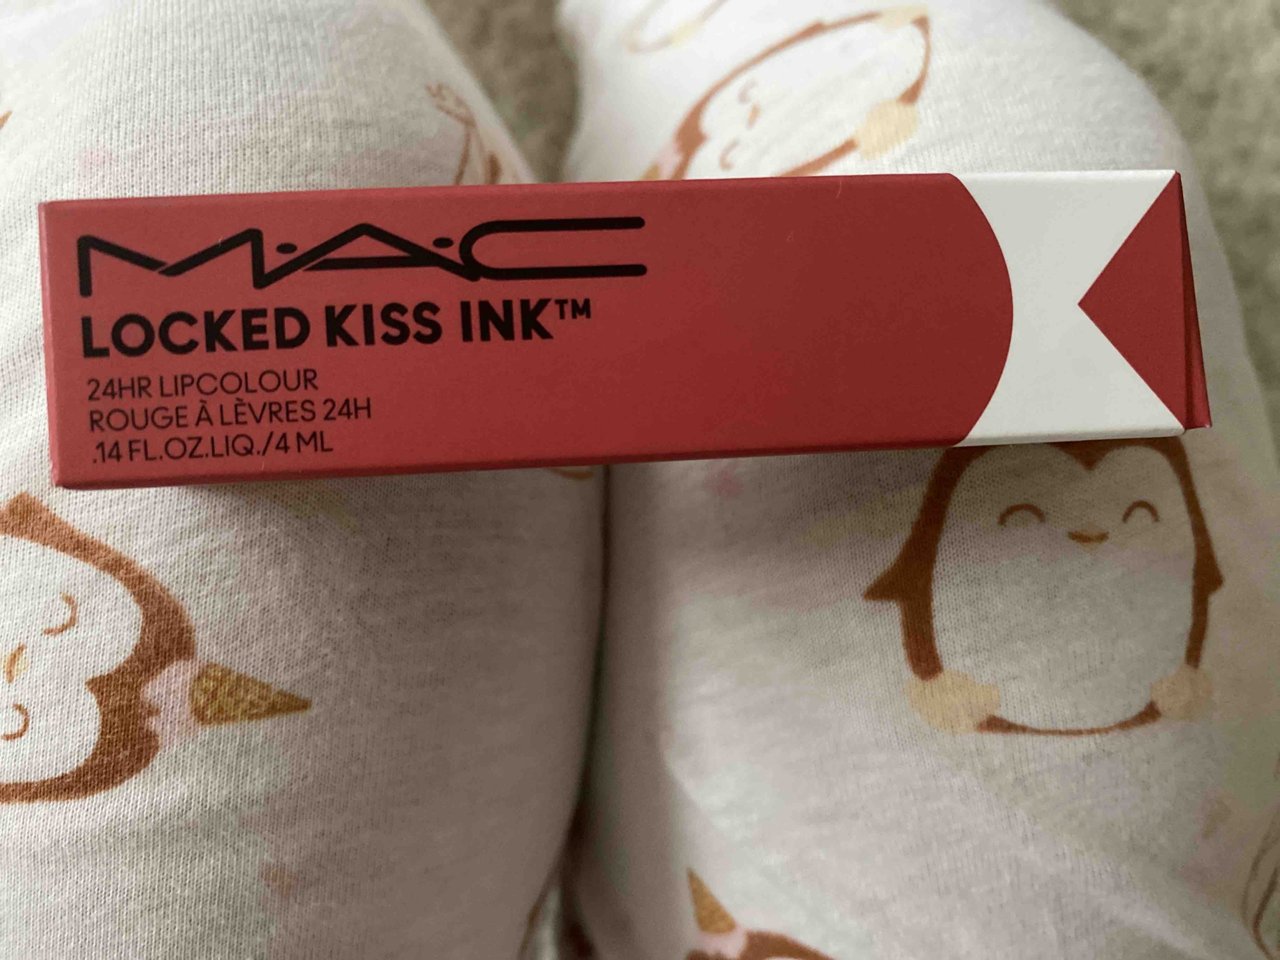 M·A·C
LOCKED KISS INK™
24HR LIPCOLOUR
ROUGE À LÈVRES 24H
.14 FL.OZ.LIQ./4 ML